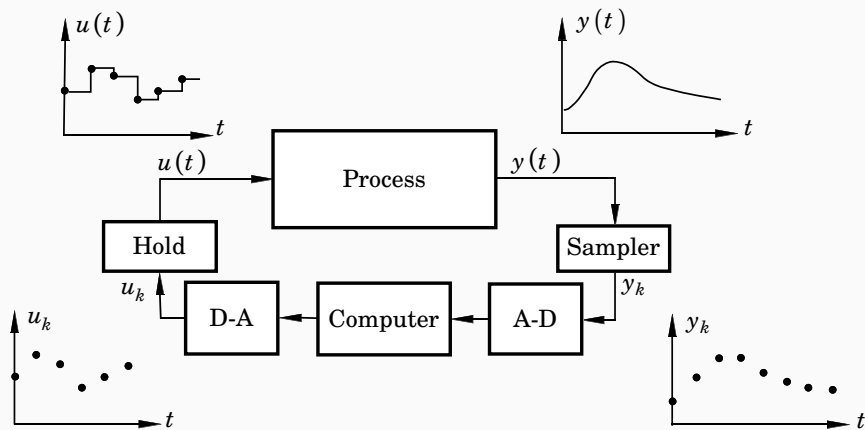 u(t)
y(t)
t
t
u(t)
Process
y(t)
Hold
Sampler
u_k
y_k
D-A
Computer
A-D
u_k
y_k
t
t